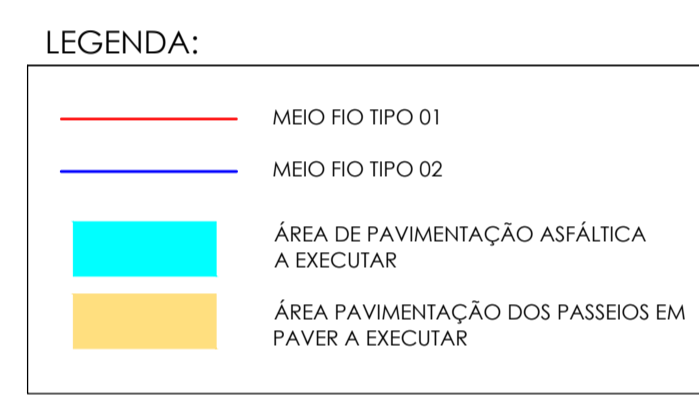 LEGENDA:
MEIO FIO TIPO 01
MEIO FIO TIPO 02
ÁREA DE PAVIMENTAÇÃO ASFÁLTICA
A EXECUTAR
ÁREA PAVIMENTAÇÃO DOS PASSEIOS EM
PAVER A EXECUTAR